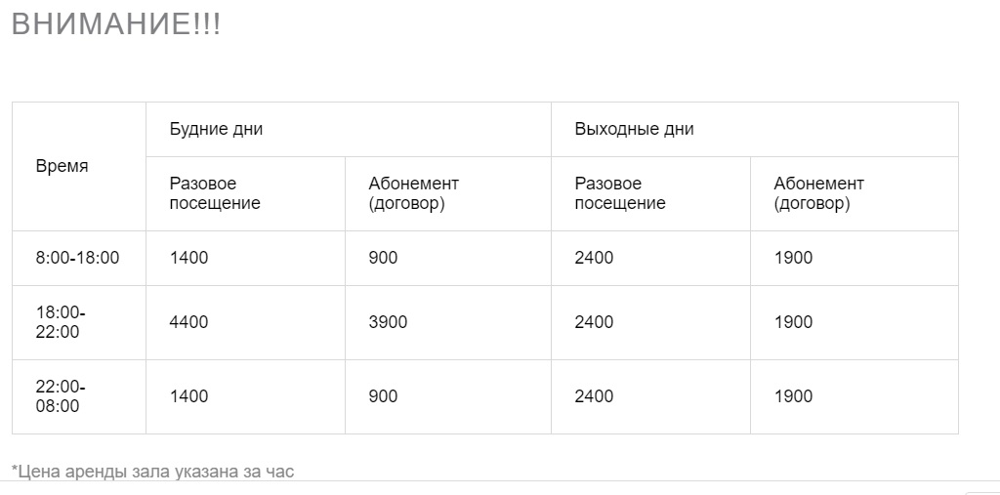 ВНИМАНИЕ!!!
Время
Будние дни
Выходные дни
Разовое
посещение
Абонемент
(договор)
Разовое
посещение
Абонемент
(договор)
8:00-18:00
1400
900
2400
1900
18:00-
22:00
4400
3900
2400
1900
22:00-
08:00
1400
900
2400
1900
*Цена аренды зала указана за час